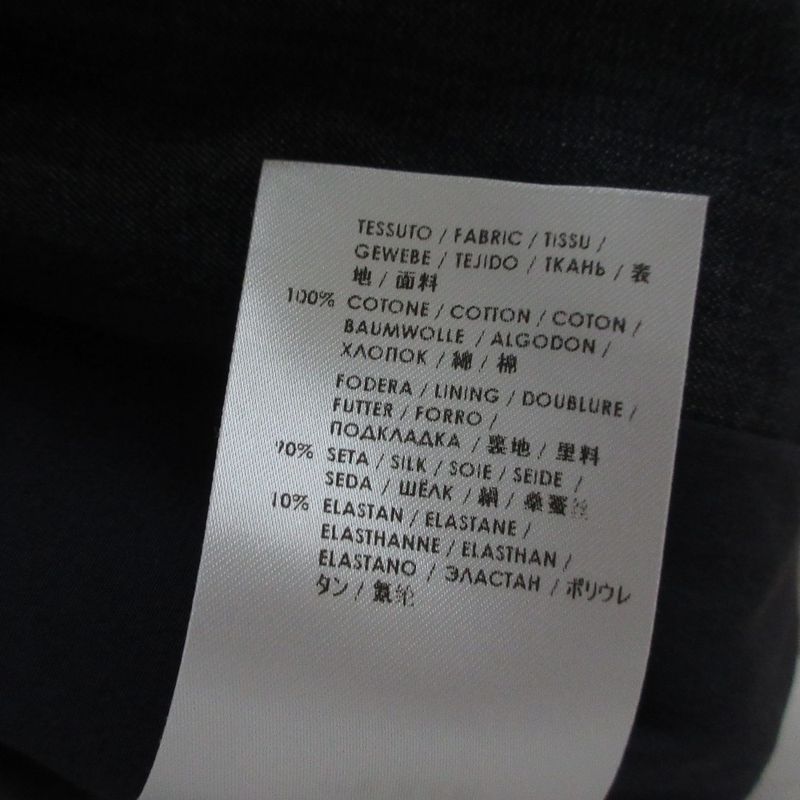 TESSUTO / FABRIC / TISSU /
GEWEBE / TEJIDO / ТКАНЬ / 表
地 / 面料
100% COTONE / COTTON / COTON /
BAUMWOLLE / ALGODON /
ХЛОПОК / 綿 / 棉
FODERA / LINING / DOUBLURE /
FUTTER / FORRO /
ПОДКЛАДКА / 裏地 / 里料
90% SETA / SILK / SOIE / SEIDE /
SEDA / ШЁЛК / 絹 / 桑蚕丝
10% ELASTAN / ELASTANE /
ELASTHANNE / ELASTHAN /
ELASTANO / ЭЛАСТАН / ポリウレ
タン / 氨纶